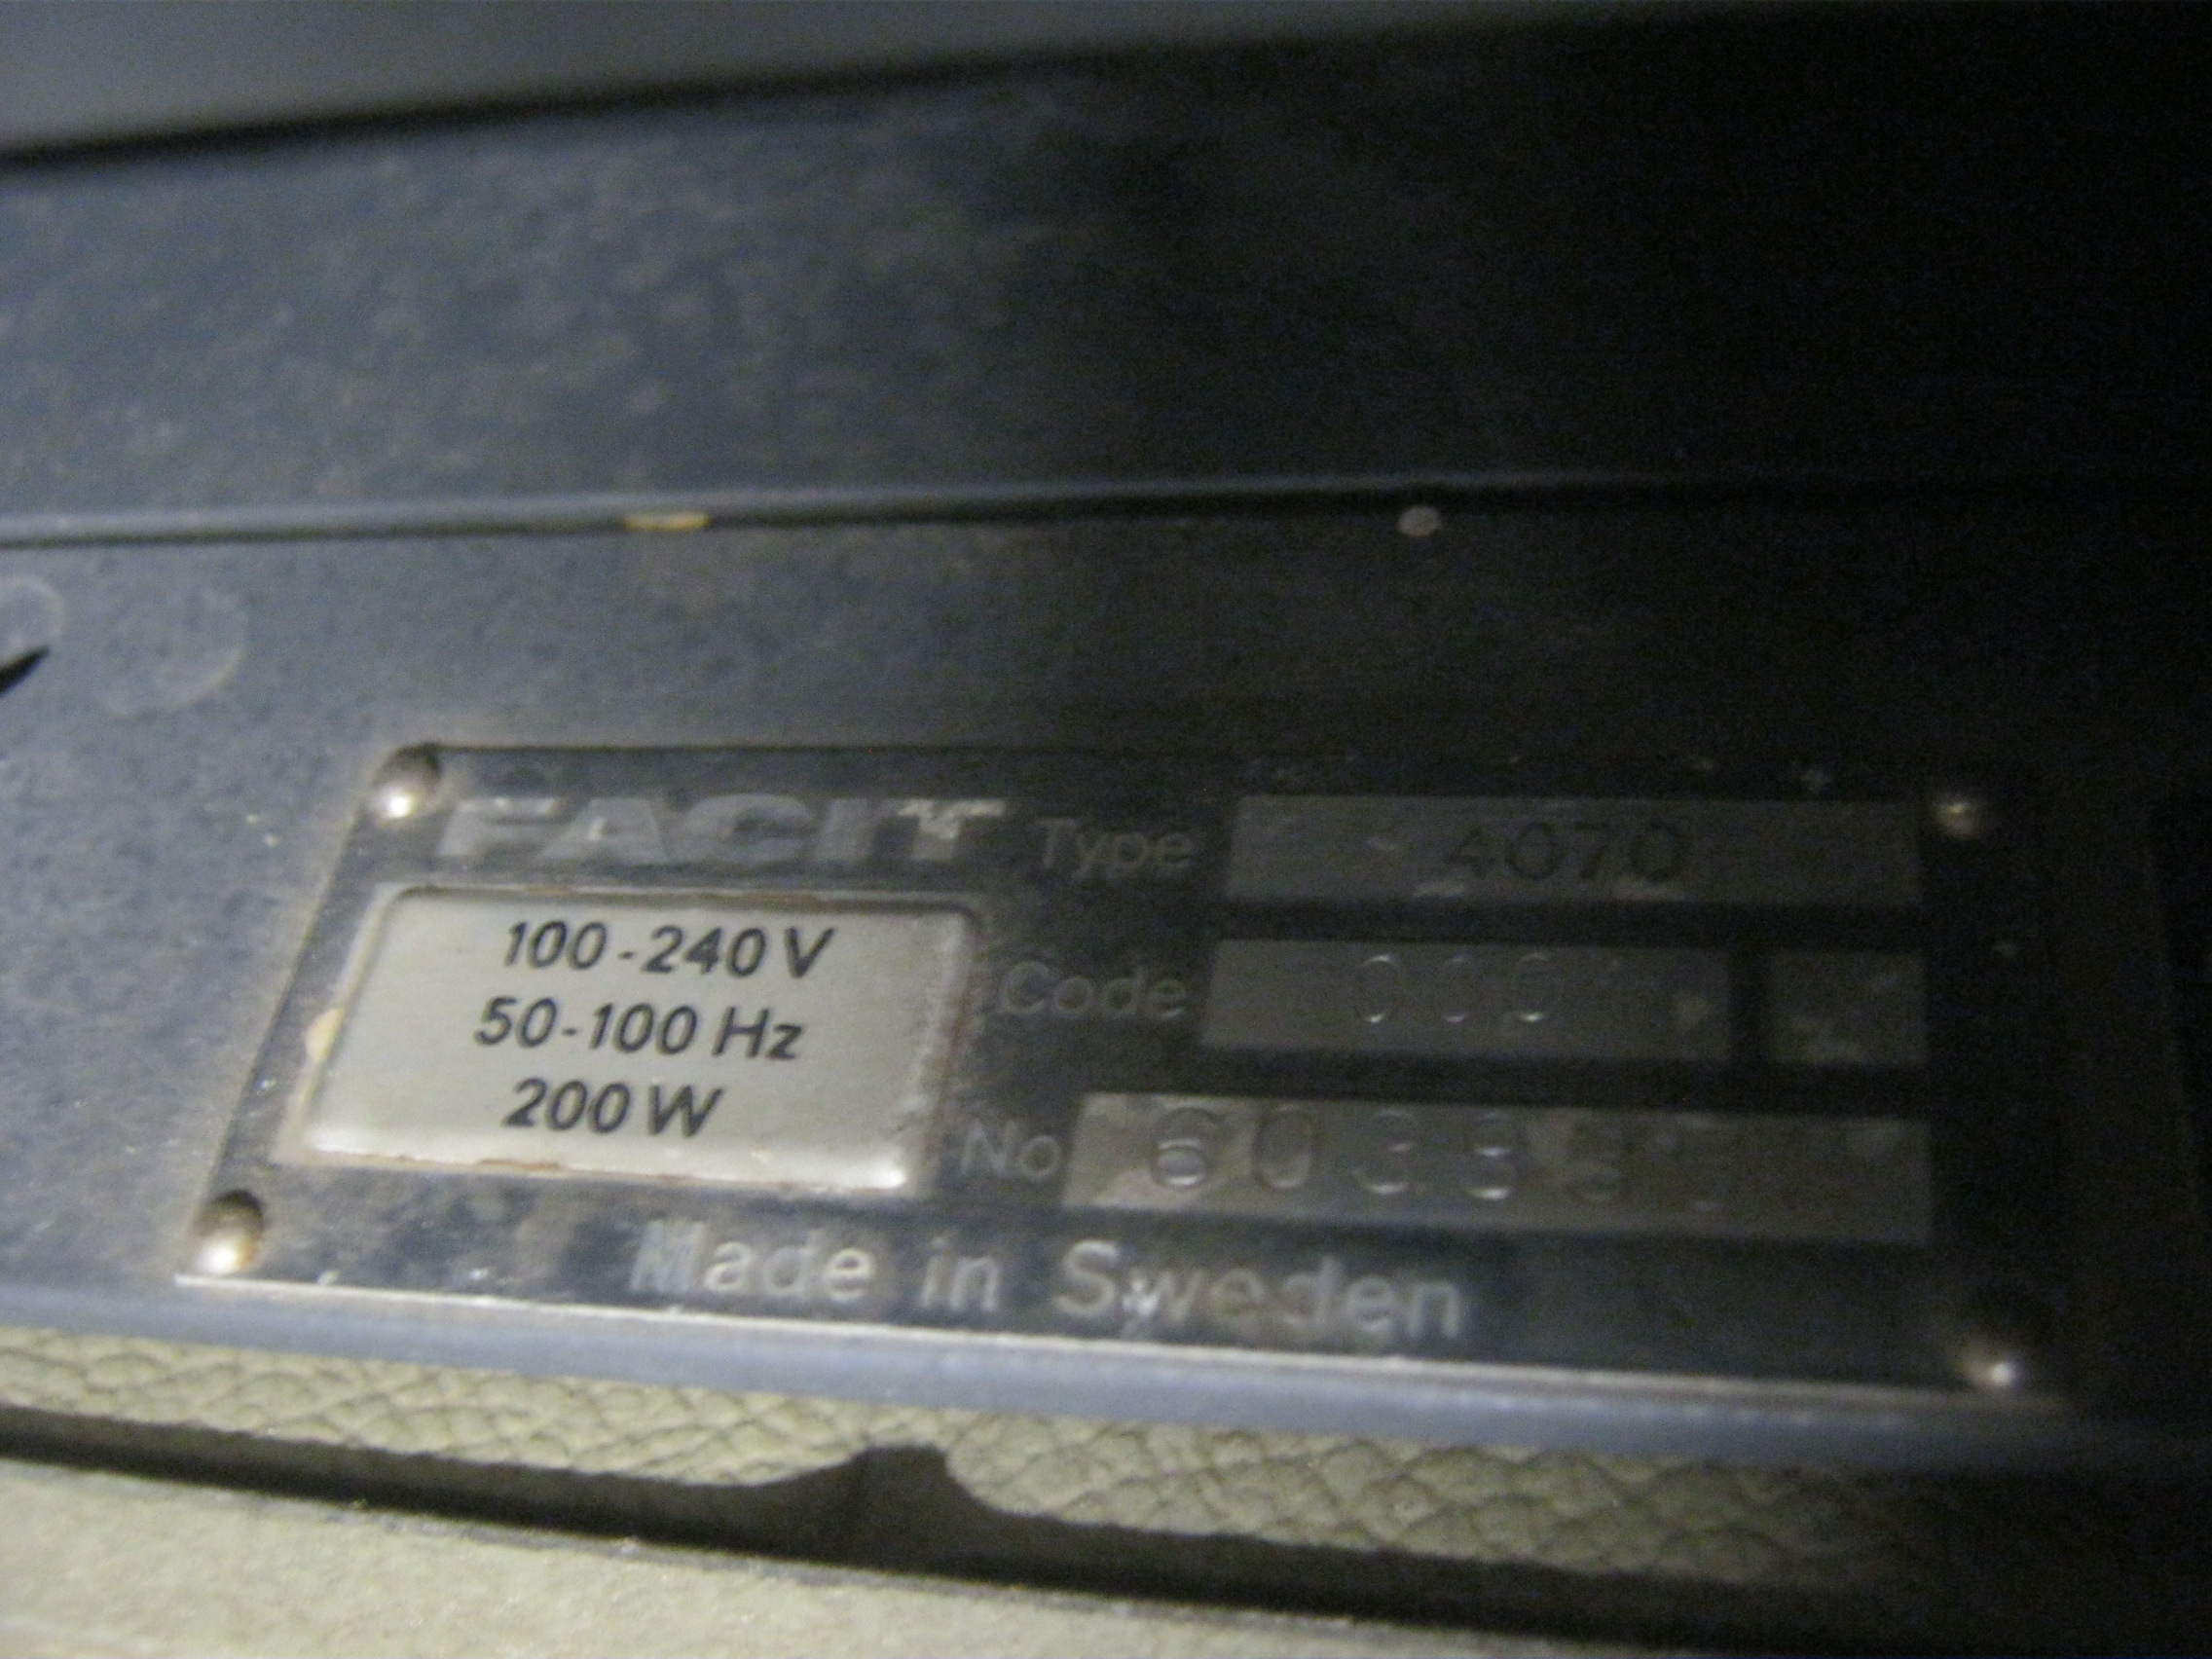 FACIT Type 4070
100-240 V
50-100 Hz
200 W
Code
No
Made in Sweden